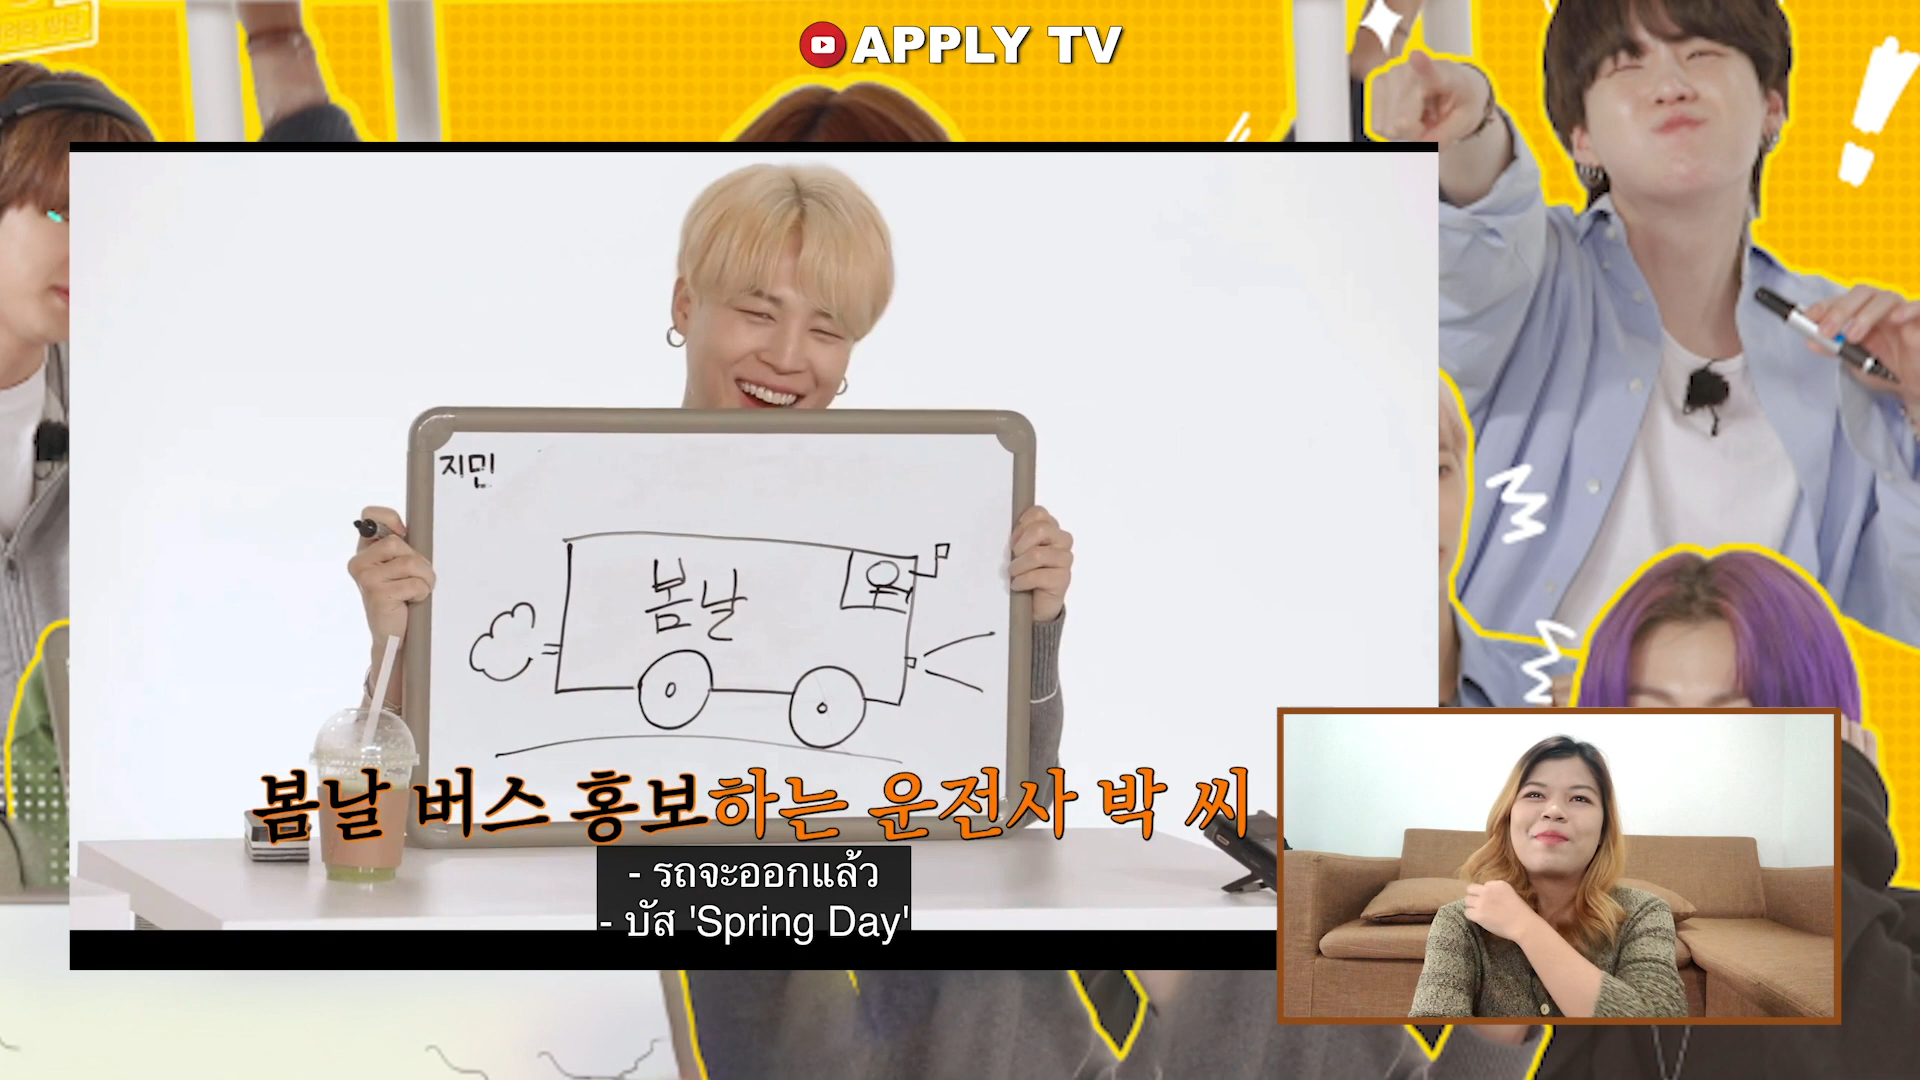 APPLY TV
지민
봄날
봄날 버스 홍보하는 운전사 박 씨
- รถจะออกแล้ว
- บัส 'Spring Day'